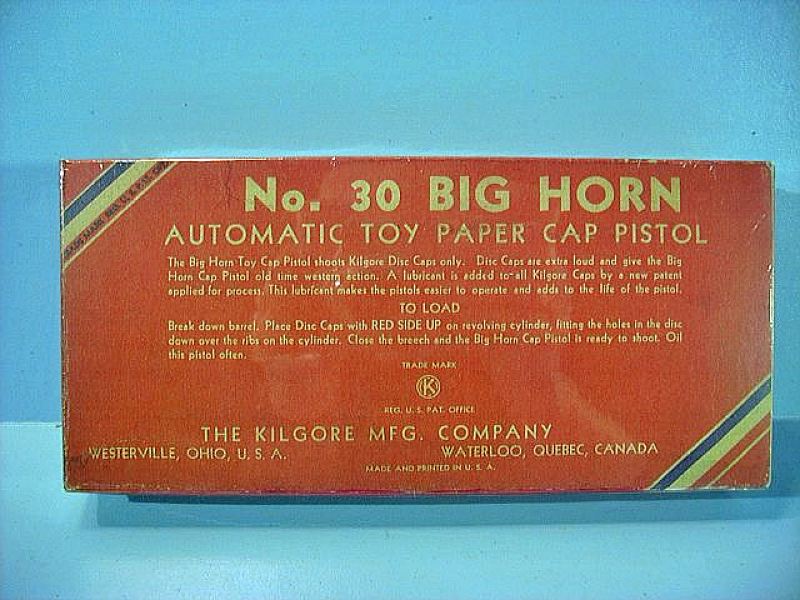 TRADE MARK REG. U.S. PAT. OFF.
No. 30 BIG HORN
AUTOMATIC TOY PAPER CAP PISTOL
The Big Horn Toy Cap Pistol shoots Kilgore Disc Caps only. Disc Caps are extra loud and give the Big
Horn Cap Pistol old time western action. A lubricant is added to all Kilgore Caps by a new patent
applied for process. This lubricant makes the pistols easier to operate and adds to the life of the pistol.
TO LOAD
Break down barrel. Place Disc Caps with RED SIDE UP on revolving cylinder, fitting the holes in the disc
down over the ribs on the cylinder. Close the breech and the Big Horn Cap Pistol is ready to shoot. Oil
this pistol often.
TRADE MARK
K
REG. U. S. PAT. OFFICE
THE KILGORE MFG. COMPANY
WESTERVILLE, OHIO, U. S. A. WATERLOO, QUEBEC, CANADA
MADE AND PRINTED IN U. S. A.